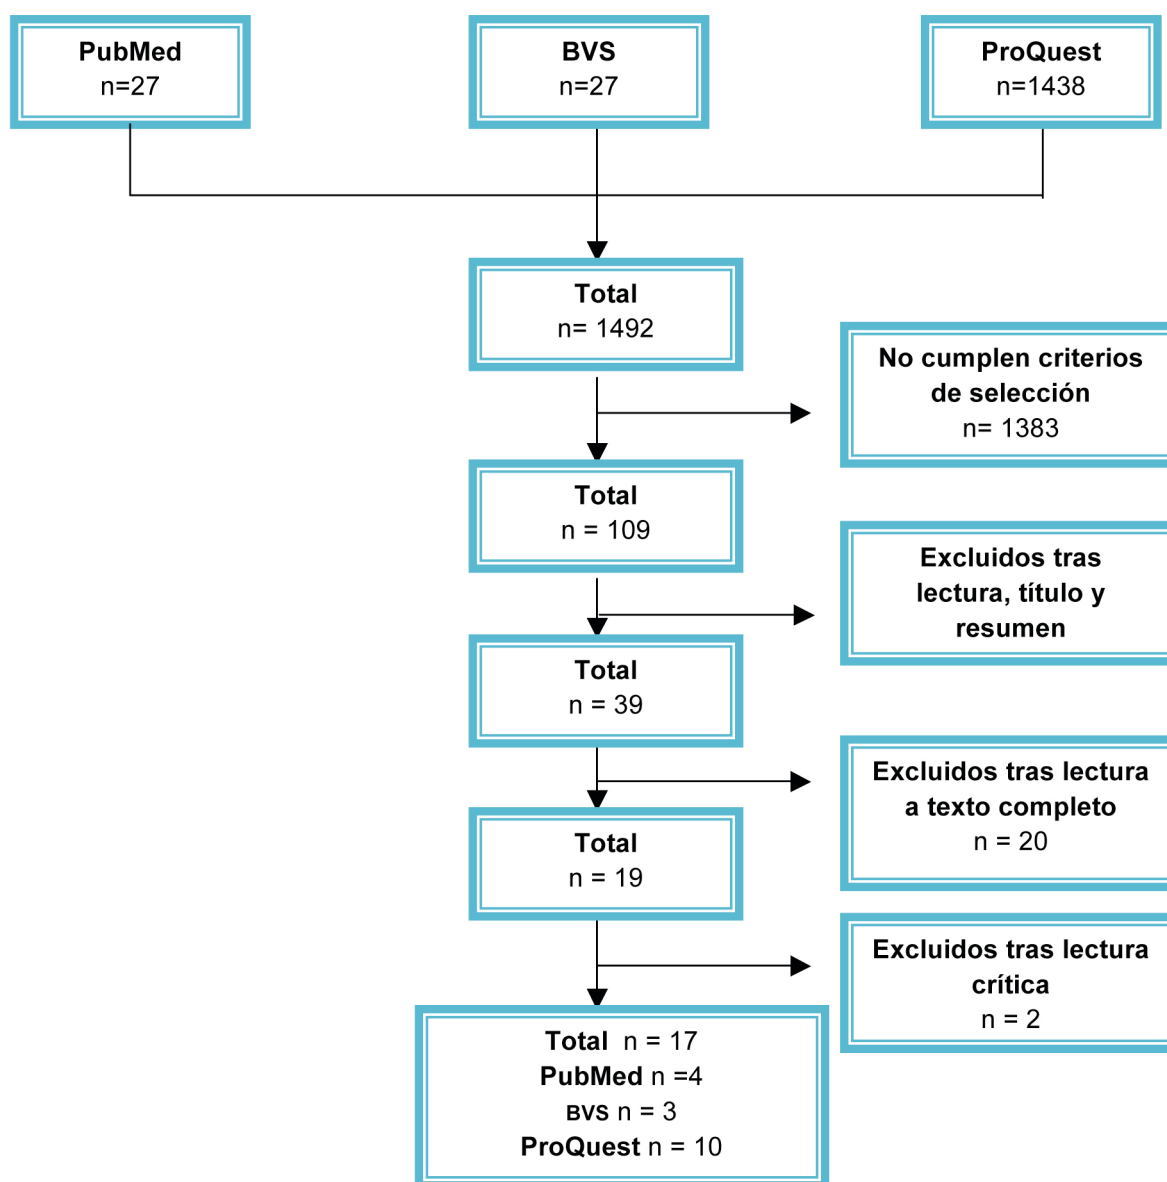 PubMed
n=27
BVS
n=27
ProQuest
n=1438
Total
n= 1492
No cumplen criterios
de selección
n= 1383
Total
n = 109
Excluidos tras
lectura, título y
resumen
Total
n = 39
Excluidos tras lectura
a texto completo
n = 20
Total
n = 19
Excluidos tras lectura
crítica
n = 2
Total n = 17
PubMed n =4
BVS n = 3
ProQuest n = 10